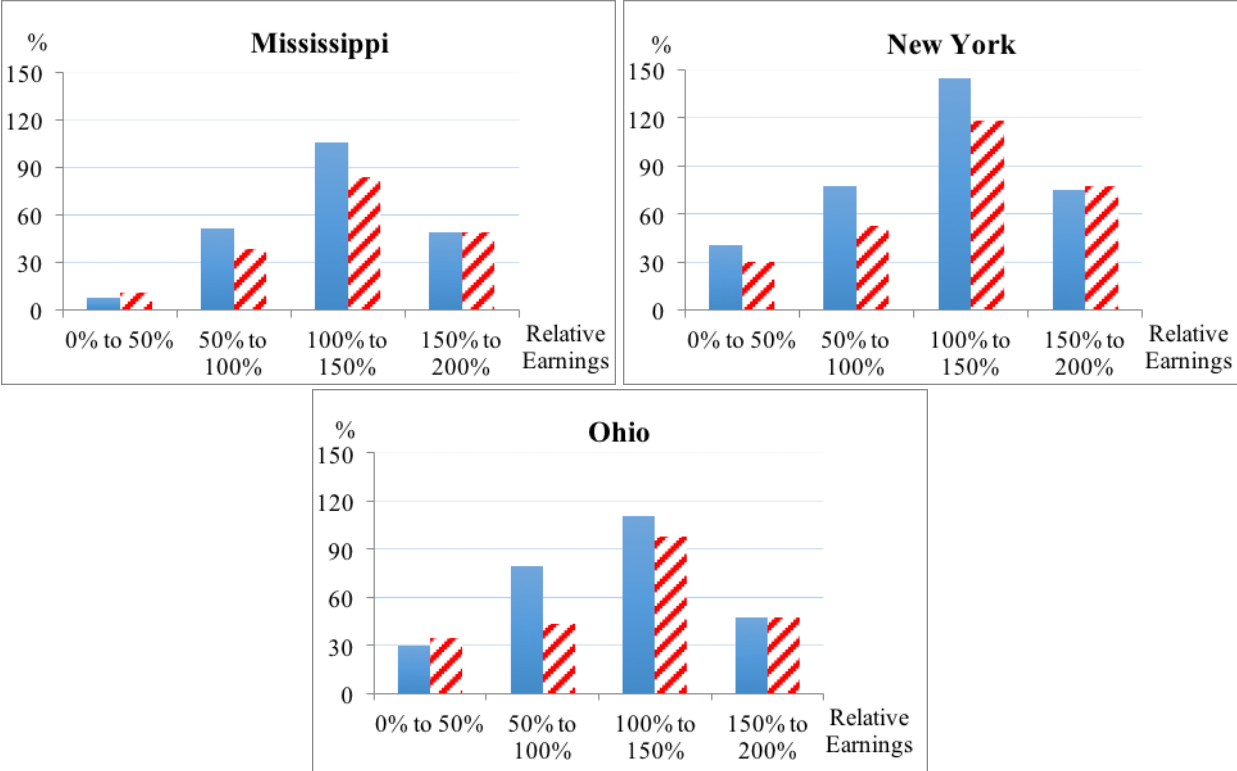 Mississippi
%
150
120
90
60
30
0
0% to 50%
50% to
100%
100% to
150%
150% to
200%
Relative
Earnings
New York
%
150
120
90
60
30
0
0% to 50%
50% to
100%
100% to
150%
150% to
200%
Relative
Earnings
Ohio
%
150
120
90
60
30
0
0% to 50%
50% to
100%
100% to
150%
150% to
200%
Relative
Earnings